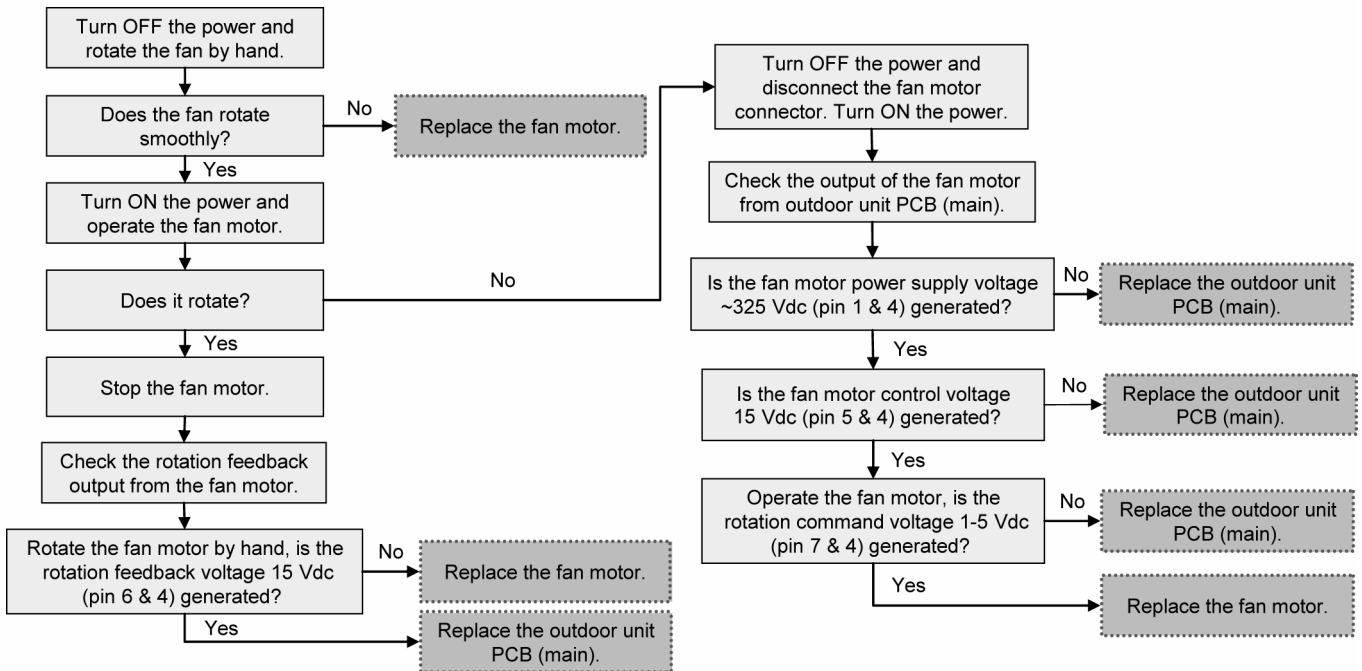 Turn OFF the power and
rotate the fan by hand.
Does the fan rotate
smoothly?
No
Replace the fan motor.
Yes
Turn ON the power and
operate the fan motor.
Does it rotate?
No
Yes
Stop the fan motor.
Check the rotation feedback
output from the fan motor.
Rotate the fan motor by hand, is the
rotation feedback voltage 15 Vdc
(pin 6 & 4) generated?
No
Replace the fan motor.
Yes
Replace the outdoor unit
PCB (main).
Turn OFF the power and
disconnect the fan motor
connector. Turn ON the power.
Check the output of the fan motor
from outdoor unit PCB (main).
Is the fan motor power supply voltage
~325 Vdc (pin 1 & 4) generated?
No
Replace the outdoor unit
PCB (main).
Yes
Is the fan motor control voltage
15 Vdc (pin 5 & 4) generated?
No
Replace the outdoor unit
PCB (main).
Yes
Operate the fan motor, is the
rotation command voltage 1-5 Vdc
(pin 7 & 4) generated?
No
Replace the outdoor unit
PCB (main).
Yes
Replace the fan motor.